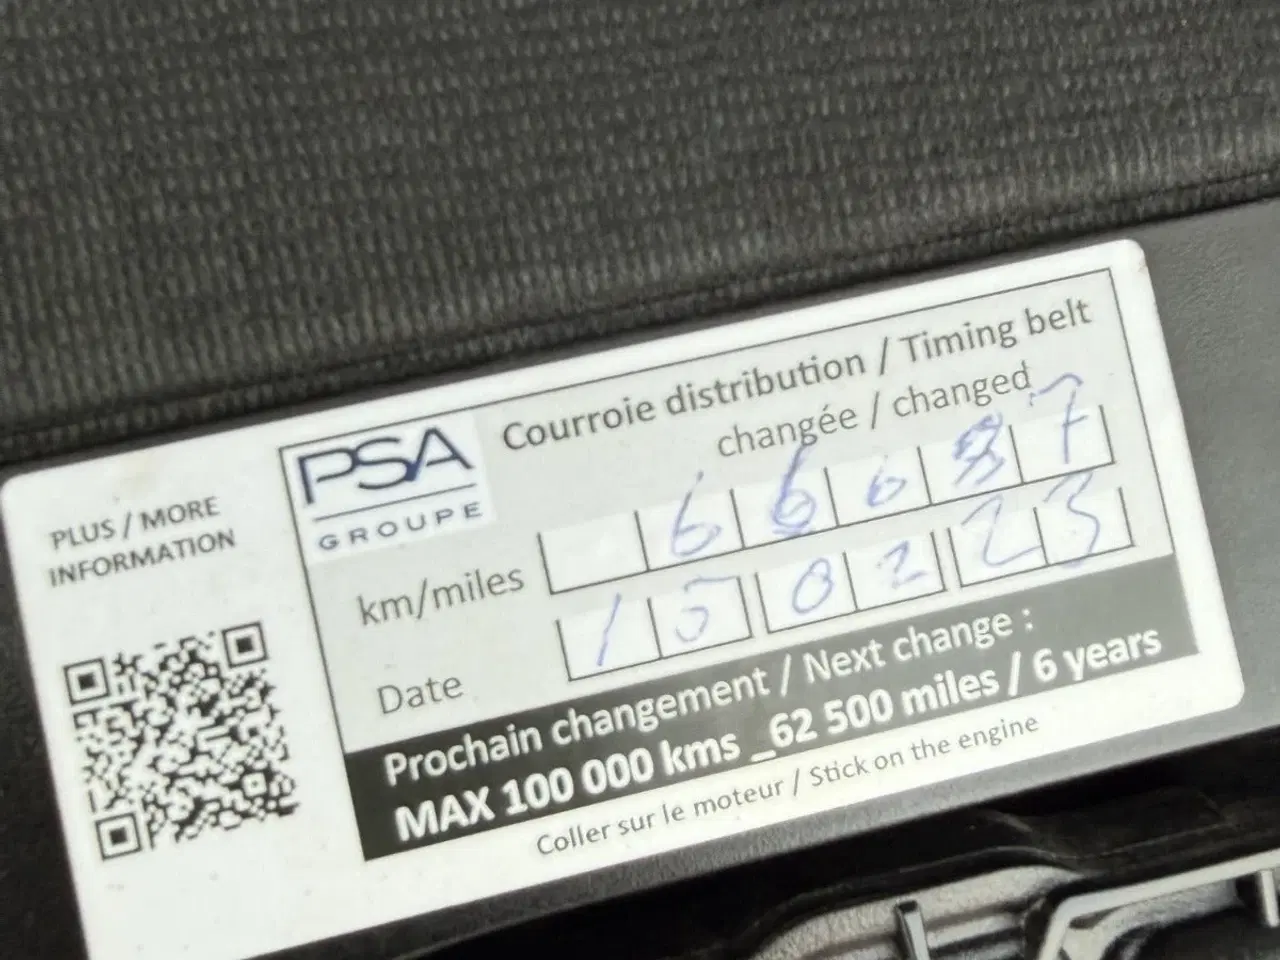 PLUS / MORE
INFORMATION
PSA
GROUPE
Courroie distribution / Timing belt
changée / changed
km/miles 6 6 6 7
Date 1 5 0 2 2 3
Prochain changement / Next change :
MAX 100 000 kms _62 500 miles / 6 years
Coller sur le moteur / Stick on the engine